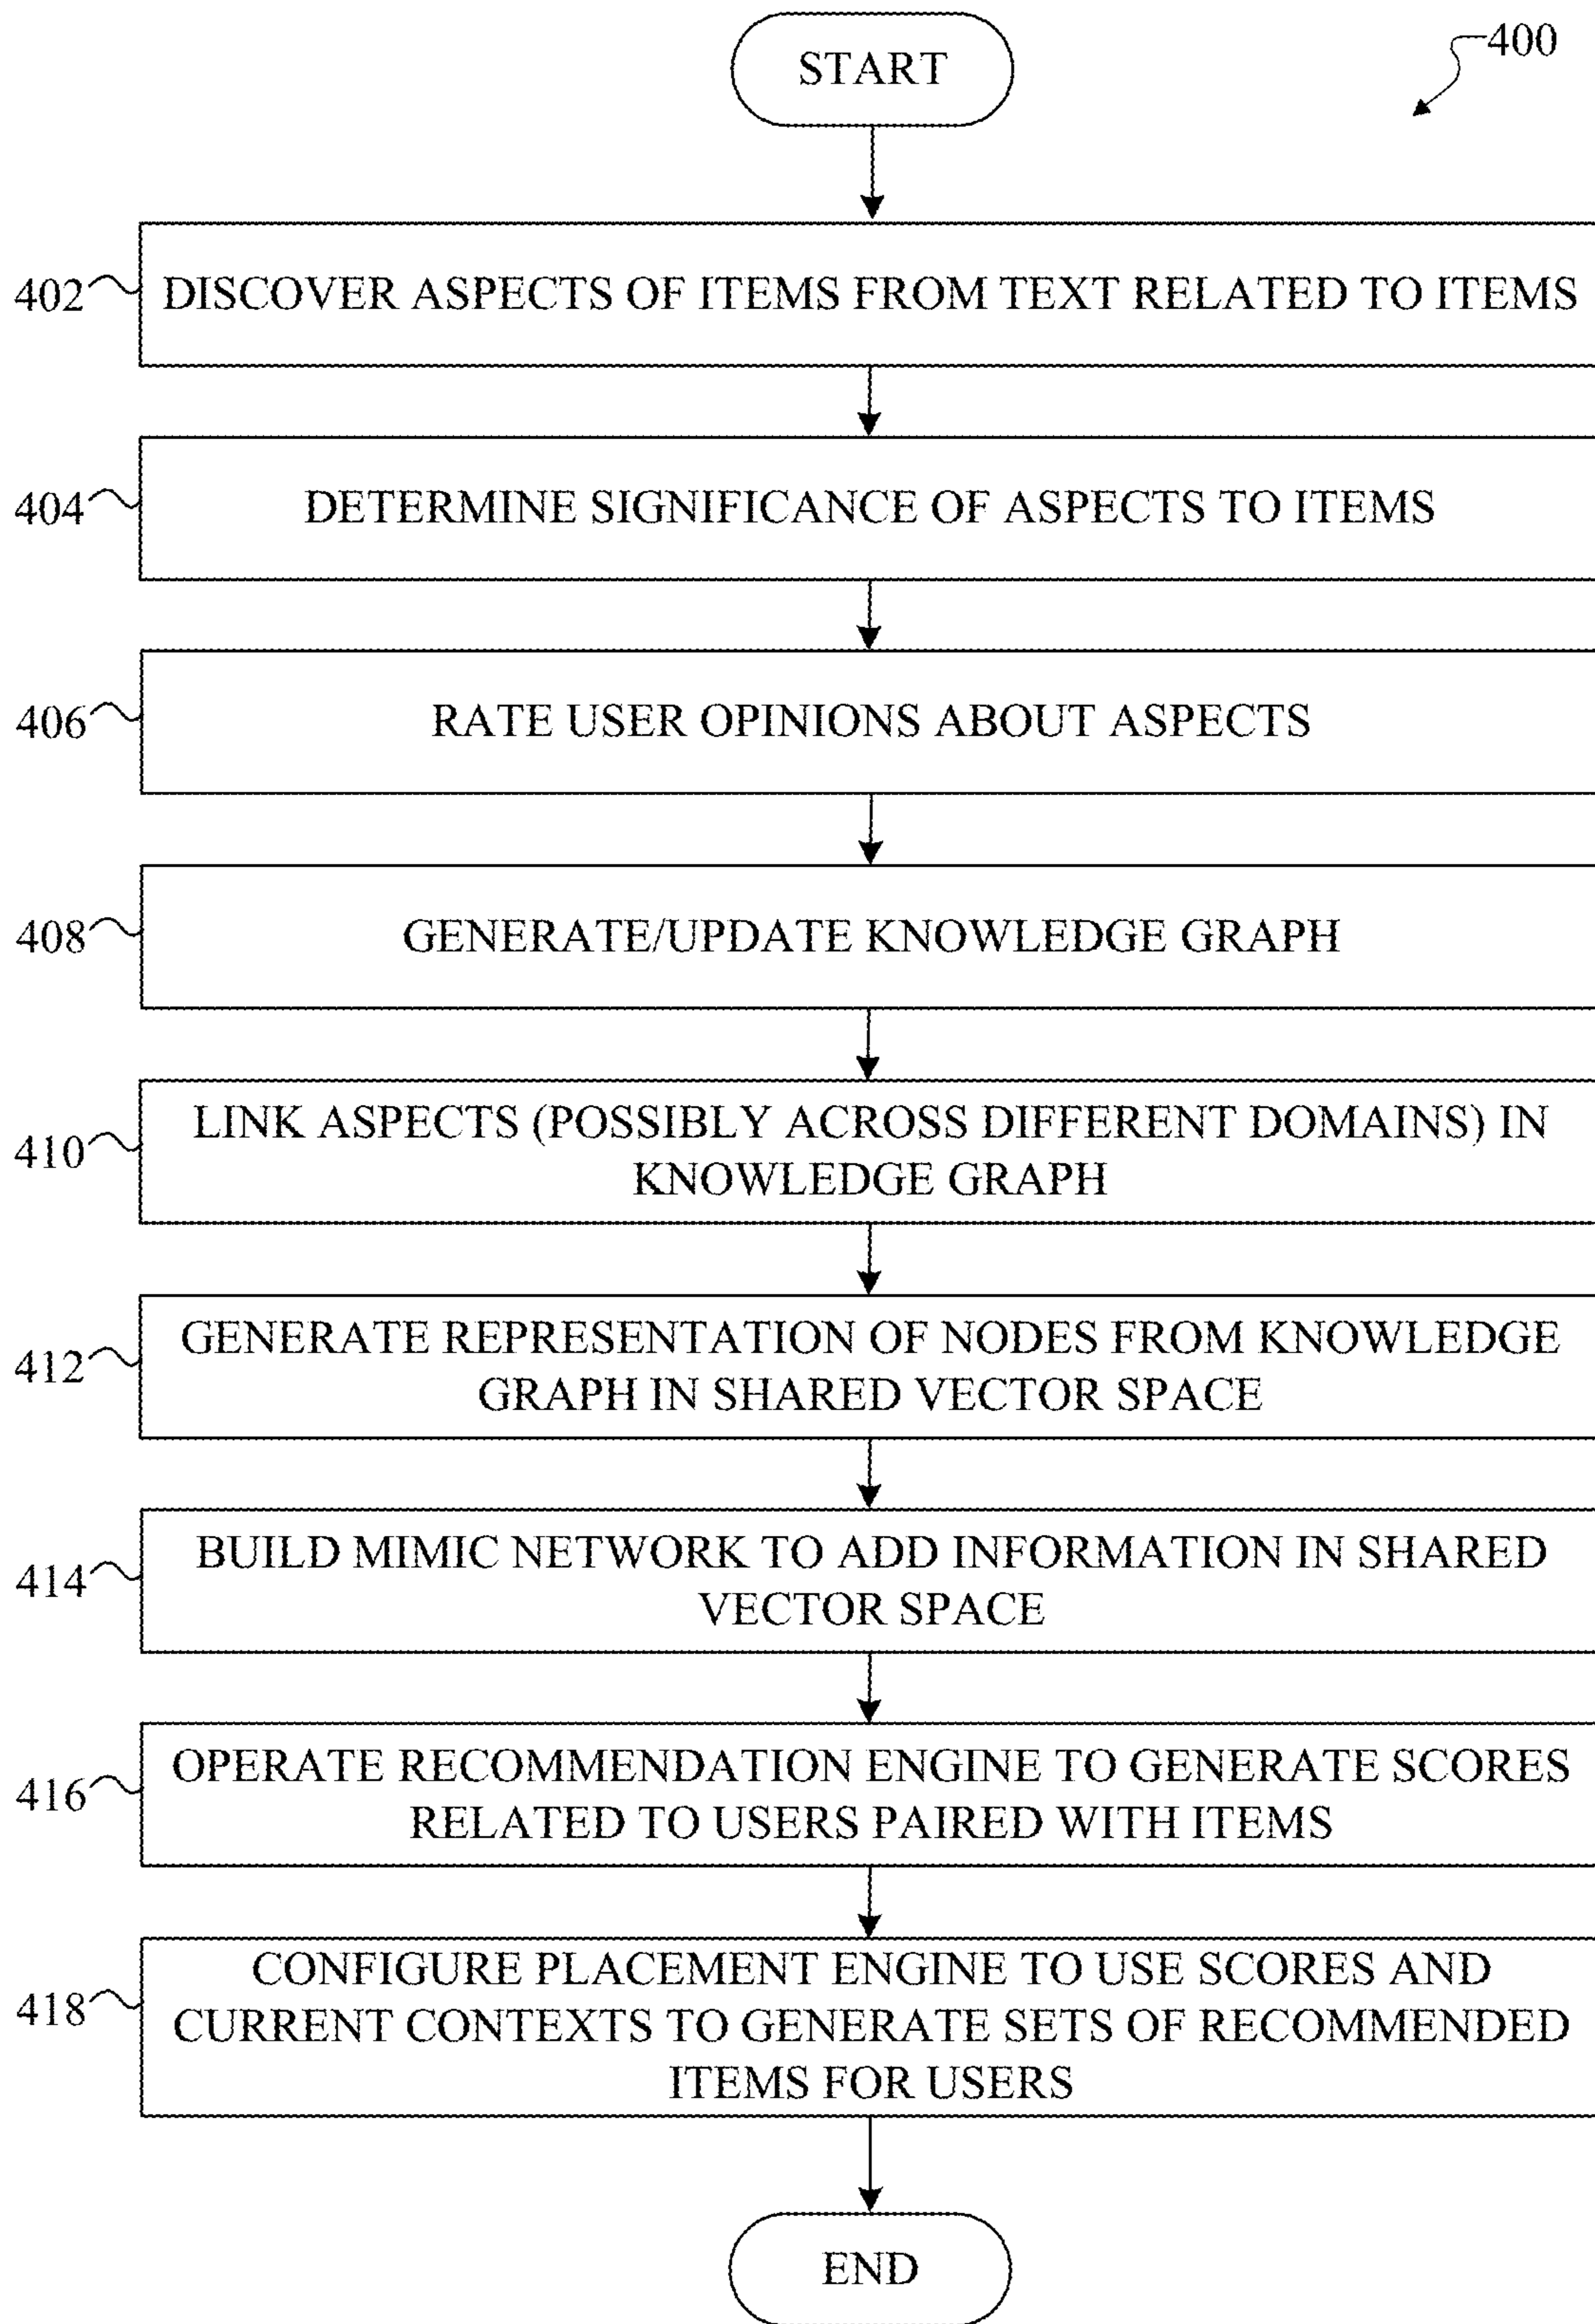 START
400
402
DISCOVER ASPECTS OF ITEMS FROM TEXT RELATED TO ITEMS
404
DETERMINE SIGNIFICANCE OF ASPECTS TO ITEMS
406
RATE USER OPINIONS ABOUT ASPECTS
408
GENERATE/UPDATE KNOWLEDGE GRAPH
410
LINK ASPECTS (POSSIBLY ACROSS DIFFERENT DOMAINS) IN
KNOWLEDGE GRAPH
412
GENERATE REPRESENTATION OF NODES FROM KNOWLEDGE
GRAPH IN SHARED VECTOR SPACE
414
BUILD MIMIC NETWORK TO ADD INFORMATION IN SHARED
VECTOR SPACE
416
OPERATE RECOMMENDATION ENGINE TO GENERATE SCORES
RELATED TO USERS PAIRED WITH ITEMS
418
CONFIGURE PLACEMENT ENGINE TO USE SCORES AND
CURRENT CONTEXTS TO GENERATE SETS OF RECOMMENDED
ITEMS FOR USERS
END